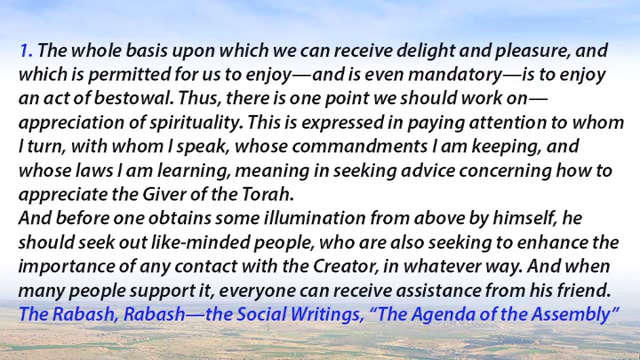 1. The whole basis upon which we can receive delight and pleasure, and
which is permitted for us to enjoy—and is even mandatory—is to enjoy
an act of bestowal. Thus, there is one point we should work on—
appreciation of spirituality. This is expressed in paying attention to whom
I turn, with whom I speak, whose commandments I am keeping, and
whose laws I am learning, meaning in seeking advice concerning how to
appreciate the Giver of the Torah.
And before one obtains some illumination from above by himself, he
should seek out like-minded people, who are also seeking to enhance the
importance of any contact with the Creator, in whatever way. And when
many people support it, everyone can receive assistance from his friend.
The Rabash, Rabash—the Social Writings, “The Agenda of the Assembly”